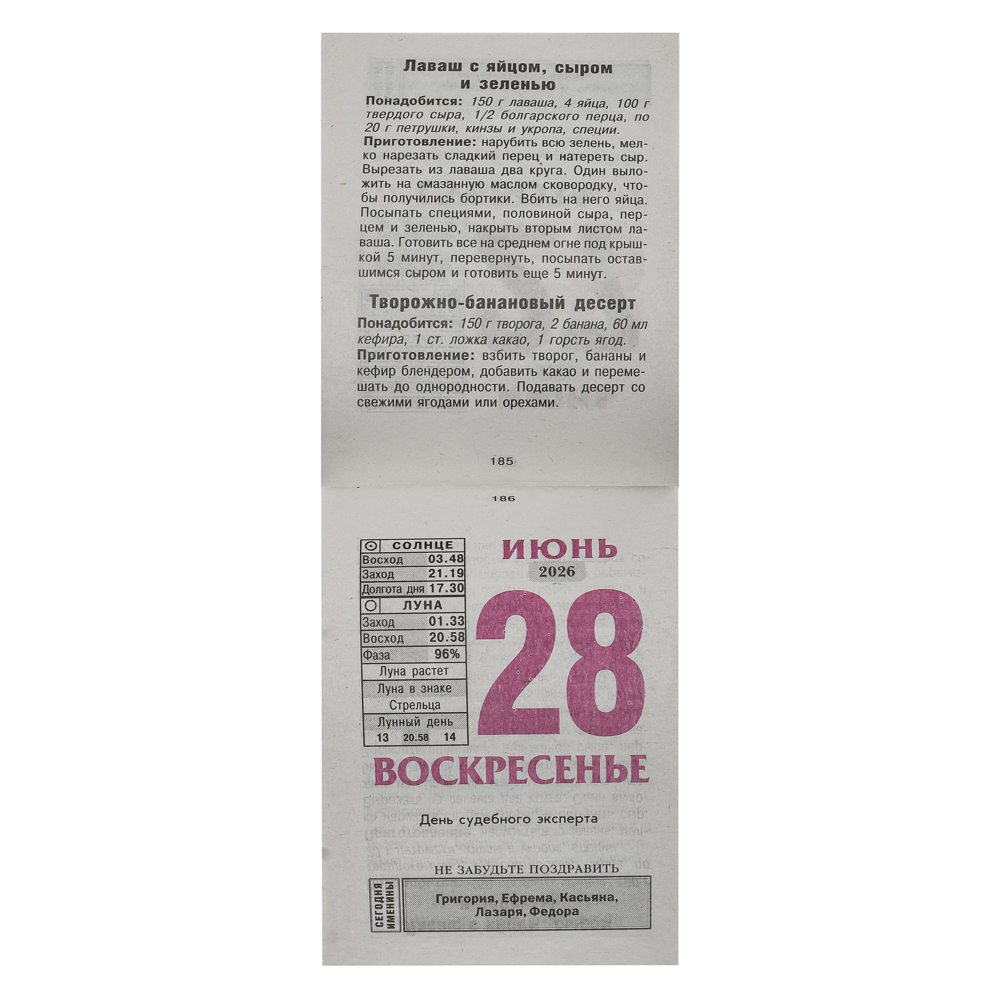 Лаваш с яйцом, сыром
и зеленью
Понадобится: 150 г лаваша, 4 яйца, 100 г
твердого сыра, 1/2 болгарского перца, по
20 г петрушки, кинзы и укропа, специи.
Приготовление: нарубить всю зелень, мел-
ко нарезать сладкий перец и натереть сыр.
Вырезать из лаваша два круга. Один выло-
жить на смазанную маслом сковородку, что-
бы получились бортики. Вбить на него яйца.
Посыпать специями, половиной сыра, пер-
цем и зеленью, накрыть вторым листом ла-
ваша. Готовить все на среднем огне под крыш-
кой 5 минут, перевернуть, посыпать остав-
шимся сыром и готовить еще 5 минут.
Творожно-банановый десерт
Понадобится: 150 г творога, 2 банана, 60 мл
кефира, 1 ст. ложка какао, 1 горсть ягод.
Приготовление: взбить творог, бананы и
кефир блендером, добавить какао и переме-
шать до однородности. Подавать десерт со
свежими ягодами или орехами.
185
186
СОЛНЦЕ
Восход 03.48
Заход 21.19
Долгота дня 17.30
ЛУНА
Заход 01.33
Восход 20.58
Фаза 96%
Луна растет
Луна в знаке
Стрельца
Лунный день
13 20.58 14
ИЮНЬ
2026
28
ВОСКРЕСЕНЬЕ
День судебного эксперта
НЕ ЗАБУДЬТЕ ПОЗДРАВИТЬ
СЕГОДНЯ
ИМЕНИНЫ
Григория, Ефрема, Касьяна,
Лазаря, Федора